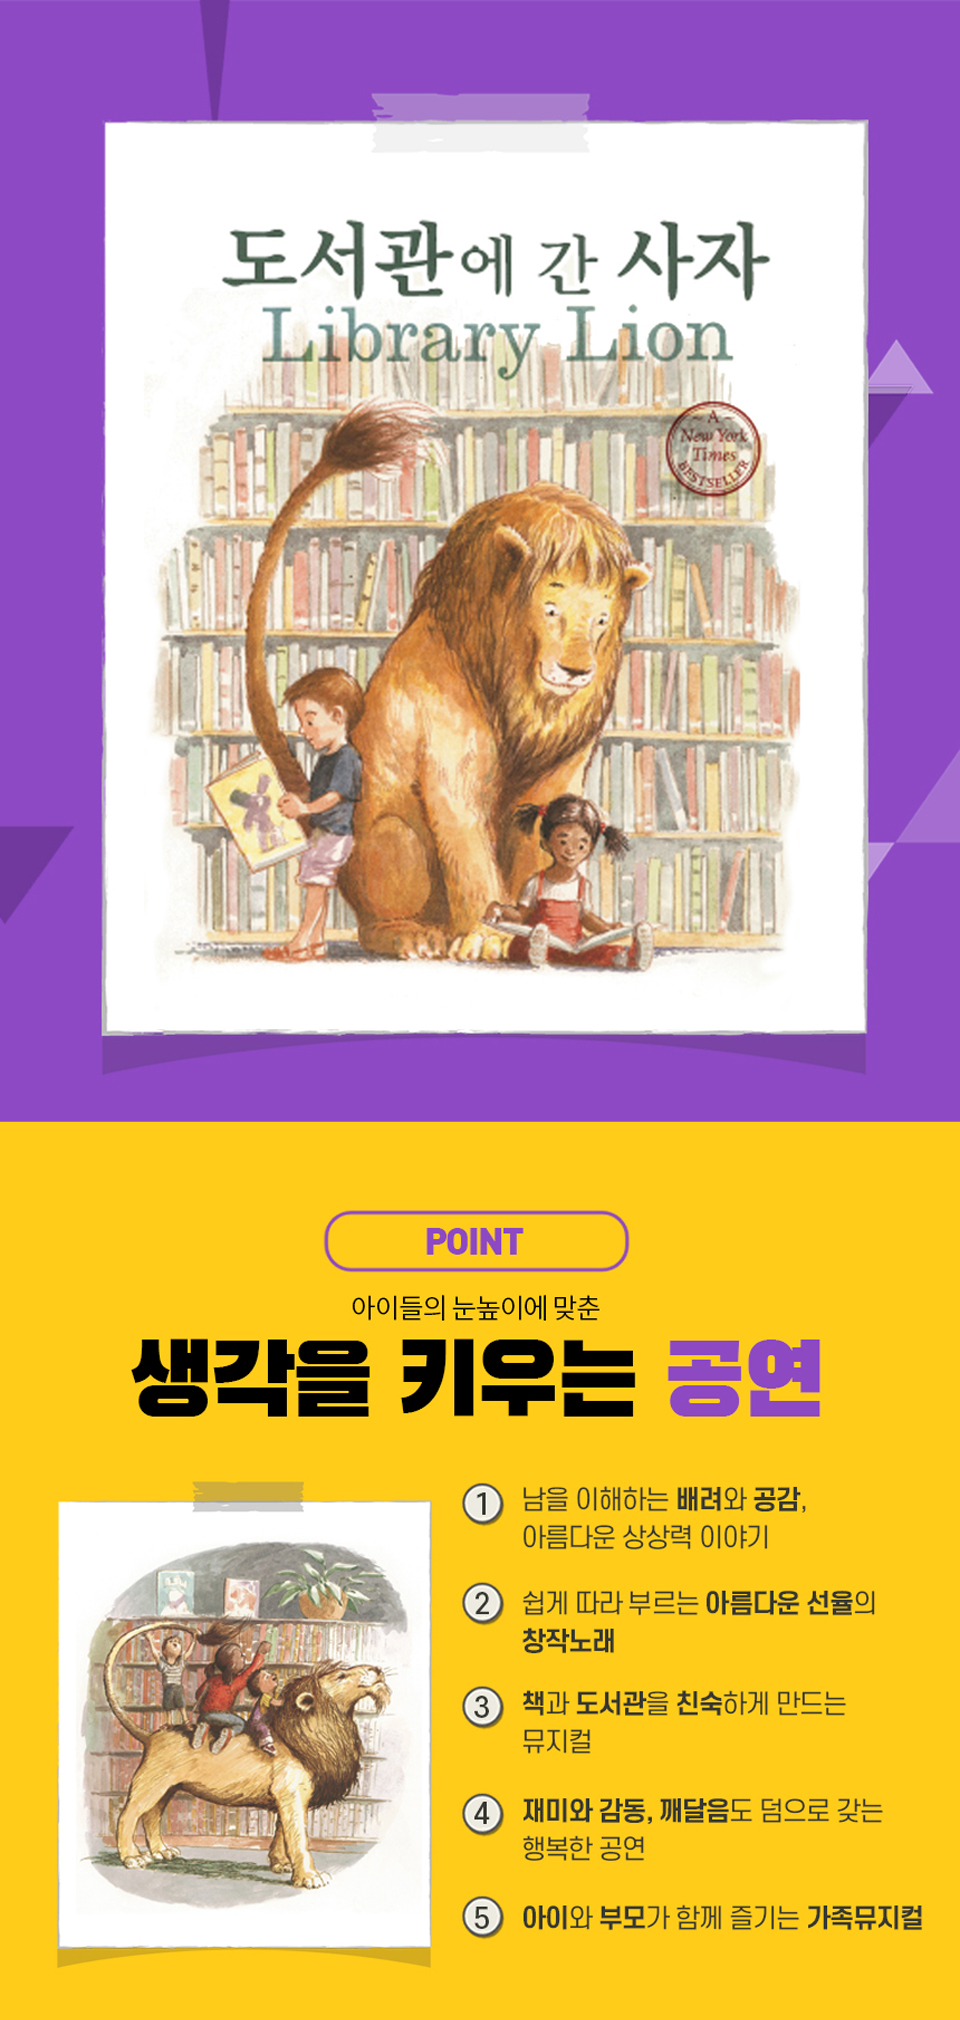 도서관에 간 사자
Library Lion
~ A ~
New York
Times
BESTSELLER
POINT
아이들의 눈높이에 맞춘
생각을 키우는 공연
1 남을 이해하는 배려와 공감,
아름다운 상상력 이야기
2 쉽게 따라 부르는 아름다운 선율의
창작노래
3 책과 도서관을 친숙하게 만드는
뮤지컬
4 재미와 감동, 깨달음도 덤으로 갖는
행복한 공연
5 아이와 부모가 함께 즐기는 가족뮤지컬